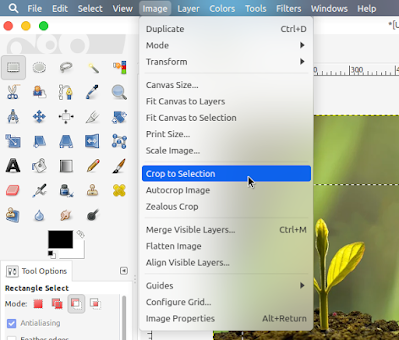 File Edit Select View Image Layer Colors Tools Filters Windows Help
Duplicate Ctrl+D
Mode
Transform
Canvas Size...
Fit Canvas to Layers
Fit Canvas to Selection
Print Size...
Scale Image...
Crop to Selection
Autocrop Image
Zealous Crop
Merge Visible Layers... Ctrl+M
Flatten Image
Align Visible Layers...
Guides
Configure Grid...
Image Properties Alt+Return
300
Tool Options
Rectangle Select
Mode:
Antialiasing
Feather edges